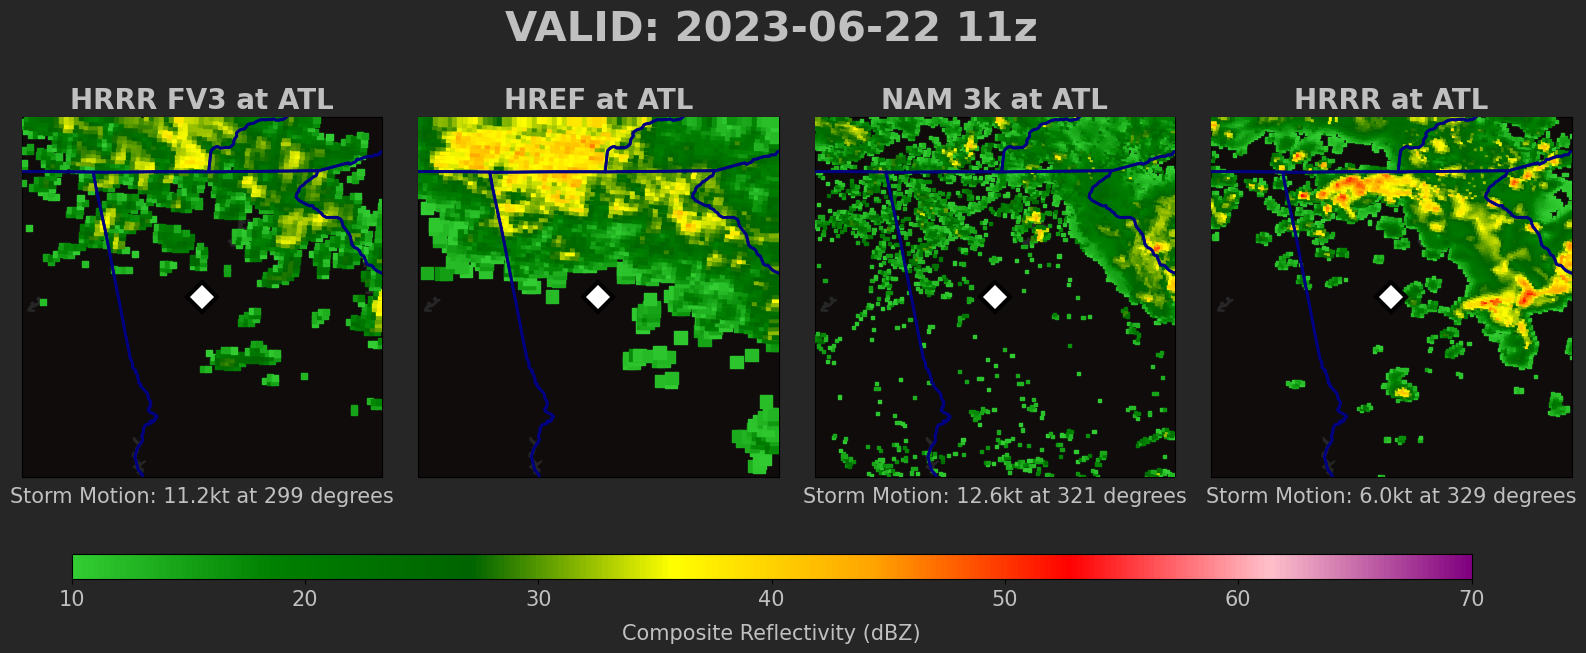 VALID: 2023-06-22 11z
HRRR FV3 at ATL
HREF at ATL
NAM 3k at ATL
HRRR at ATL
Storm Motion: 11.2kt at 299 degrees
Storm Motion: 12.6kt at 321 degrees
Storm Motion: 6.0kt at 329 degrees
10 20 30 40 50 60 70
Composite Reflectivity (dBZ)